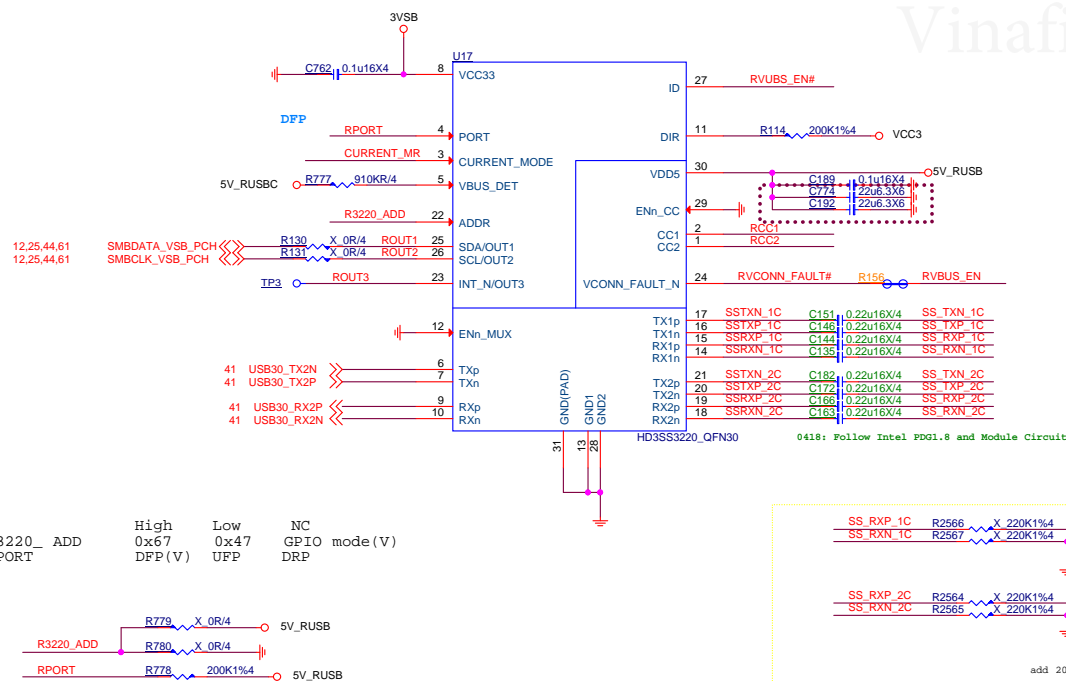 Vinafi
3VSB
U17
C762 0.1u16X4 8 VCC33
ID 27 RVUBS_EN#
DFP
RPORT 4 PORT
DIR 11 R114 200K1%4 VCC3
CURRENT_MR 3 CURRENT_MODE
5V_RUSBC R777 910KR/4 5 VBUS_DET
VDD5 30 5V_RUSB
C189 0.1u16X4
C774 22u6.3X6
C192 22u6.3X6
R3220_ADD 22 ADDR
ENn_CC 29
12,25,44,61 SMBDATA_VSB_PCH R130 X_0R/4 ROUT1 25 SDA/OUT1
12,25,44,61 SMBCLK_VSB_PCH R131 X_0R/4 ROUT2 26 SCL/OUT2
CC1 2 RCC1
CC2 1 RCC2
TP3 ROUT3 23 INT_N/OUT3
VCONN_FAULT_N 24 RVCONN_FAULT# R156 RVBUS_EN
12 ENn_MUX
TX1p 17 SSTXN_1C C151 0.22u16X/4 SS_TXN_1C
TX1n 16 SSTXP_1C C146 0.22u16X/4 SS_TXP_1C
RX1p 15 SSRXP_1C C144 0.22u16X/4 SS_RXP_1C
RX1n 14 SSRXN_1C C135 0.22u16X/4 SS_RXN_1C
41 USB30_TX2N 6 TXp
41 USB30_TX2P 7 TXn
TX2p 21 SSTXN_2C C182 0.22u16X/4 SS_TXN_2C
TX2n 20 SSTXP_2C C172 0.22u16X/4 SS_TXP_2C
RX2p 19 SSRXP_2C C166 0.22u16X/4 SS_RXP_2C
RX2n 18 SSRXN_2C C163 0.22u16X/4 SS_RXN_2C
41 USB30_RX2P 9 RXp
41 USB30_RX2N 10 RXn
GND(PAD) GND1 GND2
31 13 28
HD3SS3220_QFN30
0418: Follow Intel PDG1.8 and Module Circuit
High Low NC
3220_ ADD 0x67 0x47 GPIO mode(V)
PORT DFP(V) UFP DRP
SS_RXP_1C R2566 X_220K1%4
SS_RXN_1C R2567 X_220K1%4
SS_RXP_2C R2564 X_220K1%4
SS_RXN_2C R2565 X_220K1%4
R3220_ADD R779 X_0R/4 5V_RUSB
R780 X_0R/4
RPORT R778 200K1%4 5V_RUSB
add 20